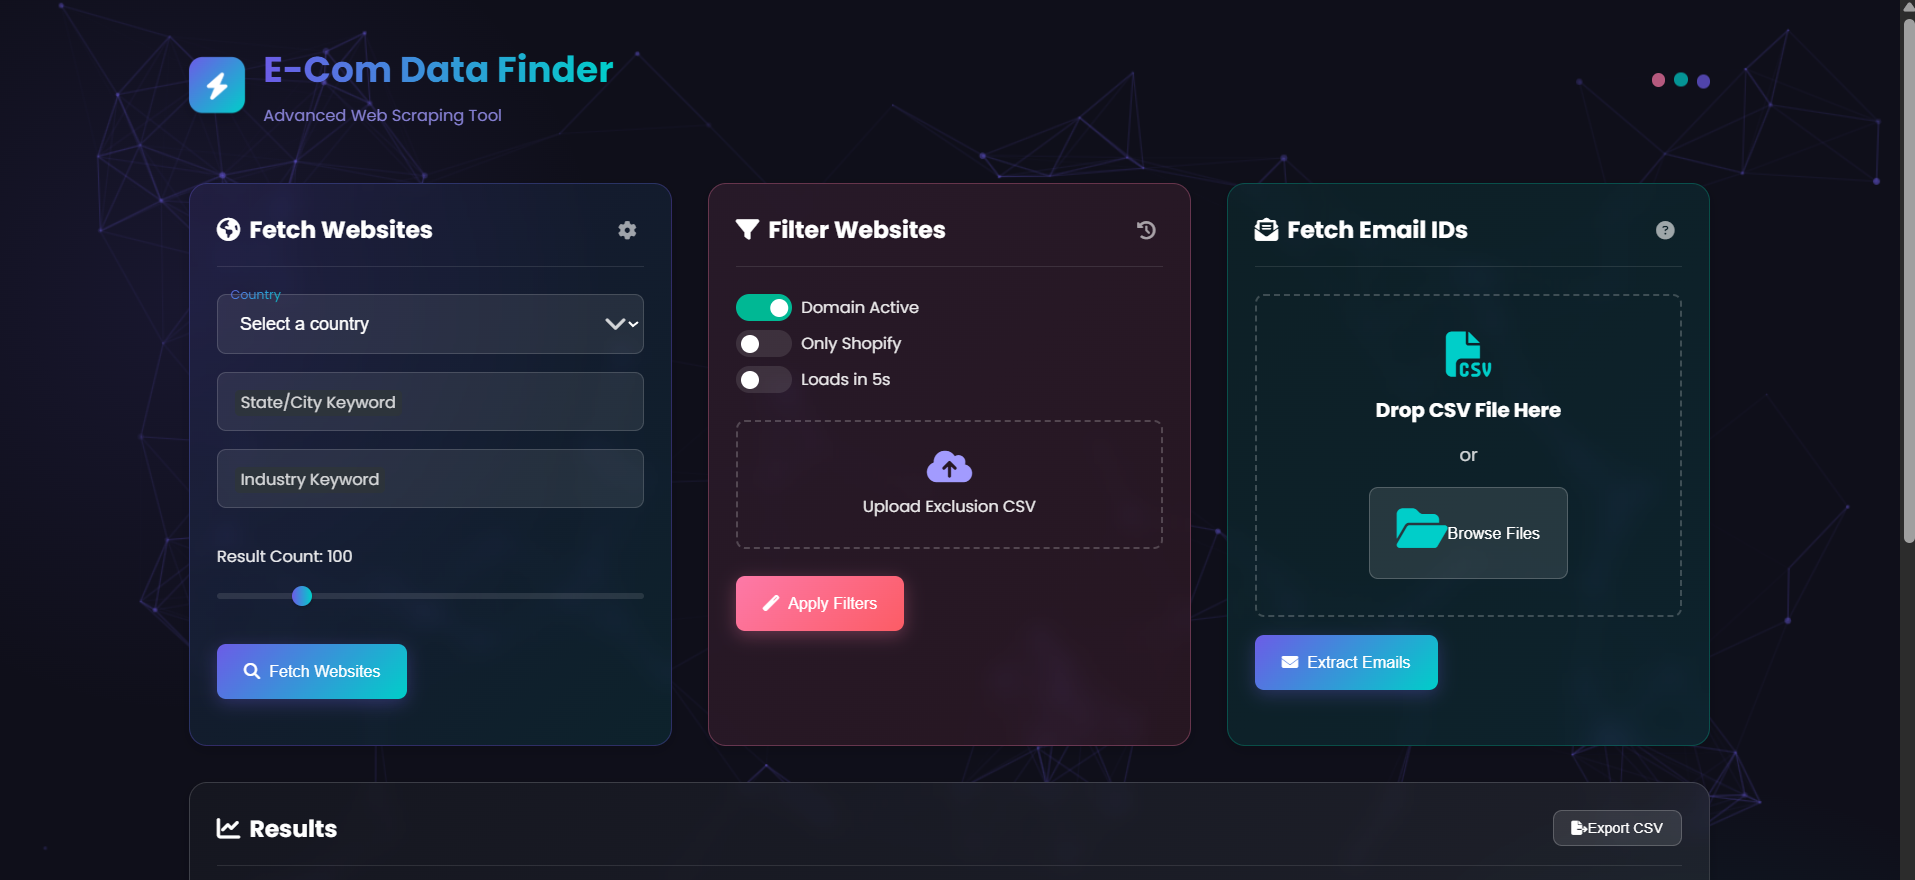 E-Com Data Finder
Advanced Web Scraping Tool
Fetch Websites
Country
Select a country
State/City Keyword
Industry Keyword
Result Count: 100
Fetch Websites
Filter Websites
Domain Active
Only Shopify
Loads in 5s
Upload Exclusion CSV
Apply Filters
Fetch Email IDs
?
CSV
Drop CSV File Here
or
Browse Files
Extract Emails
Results
Export CSV